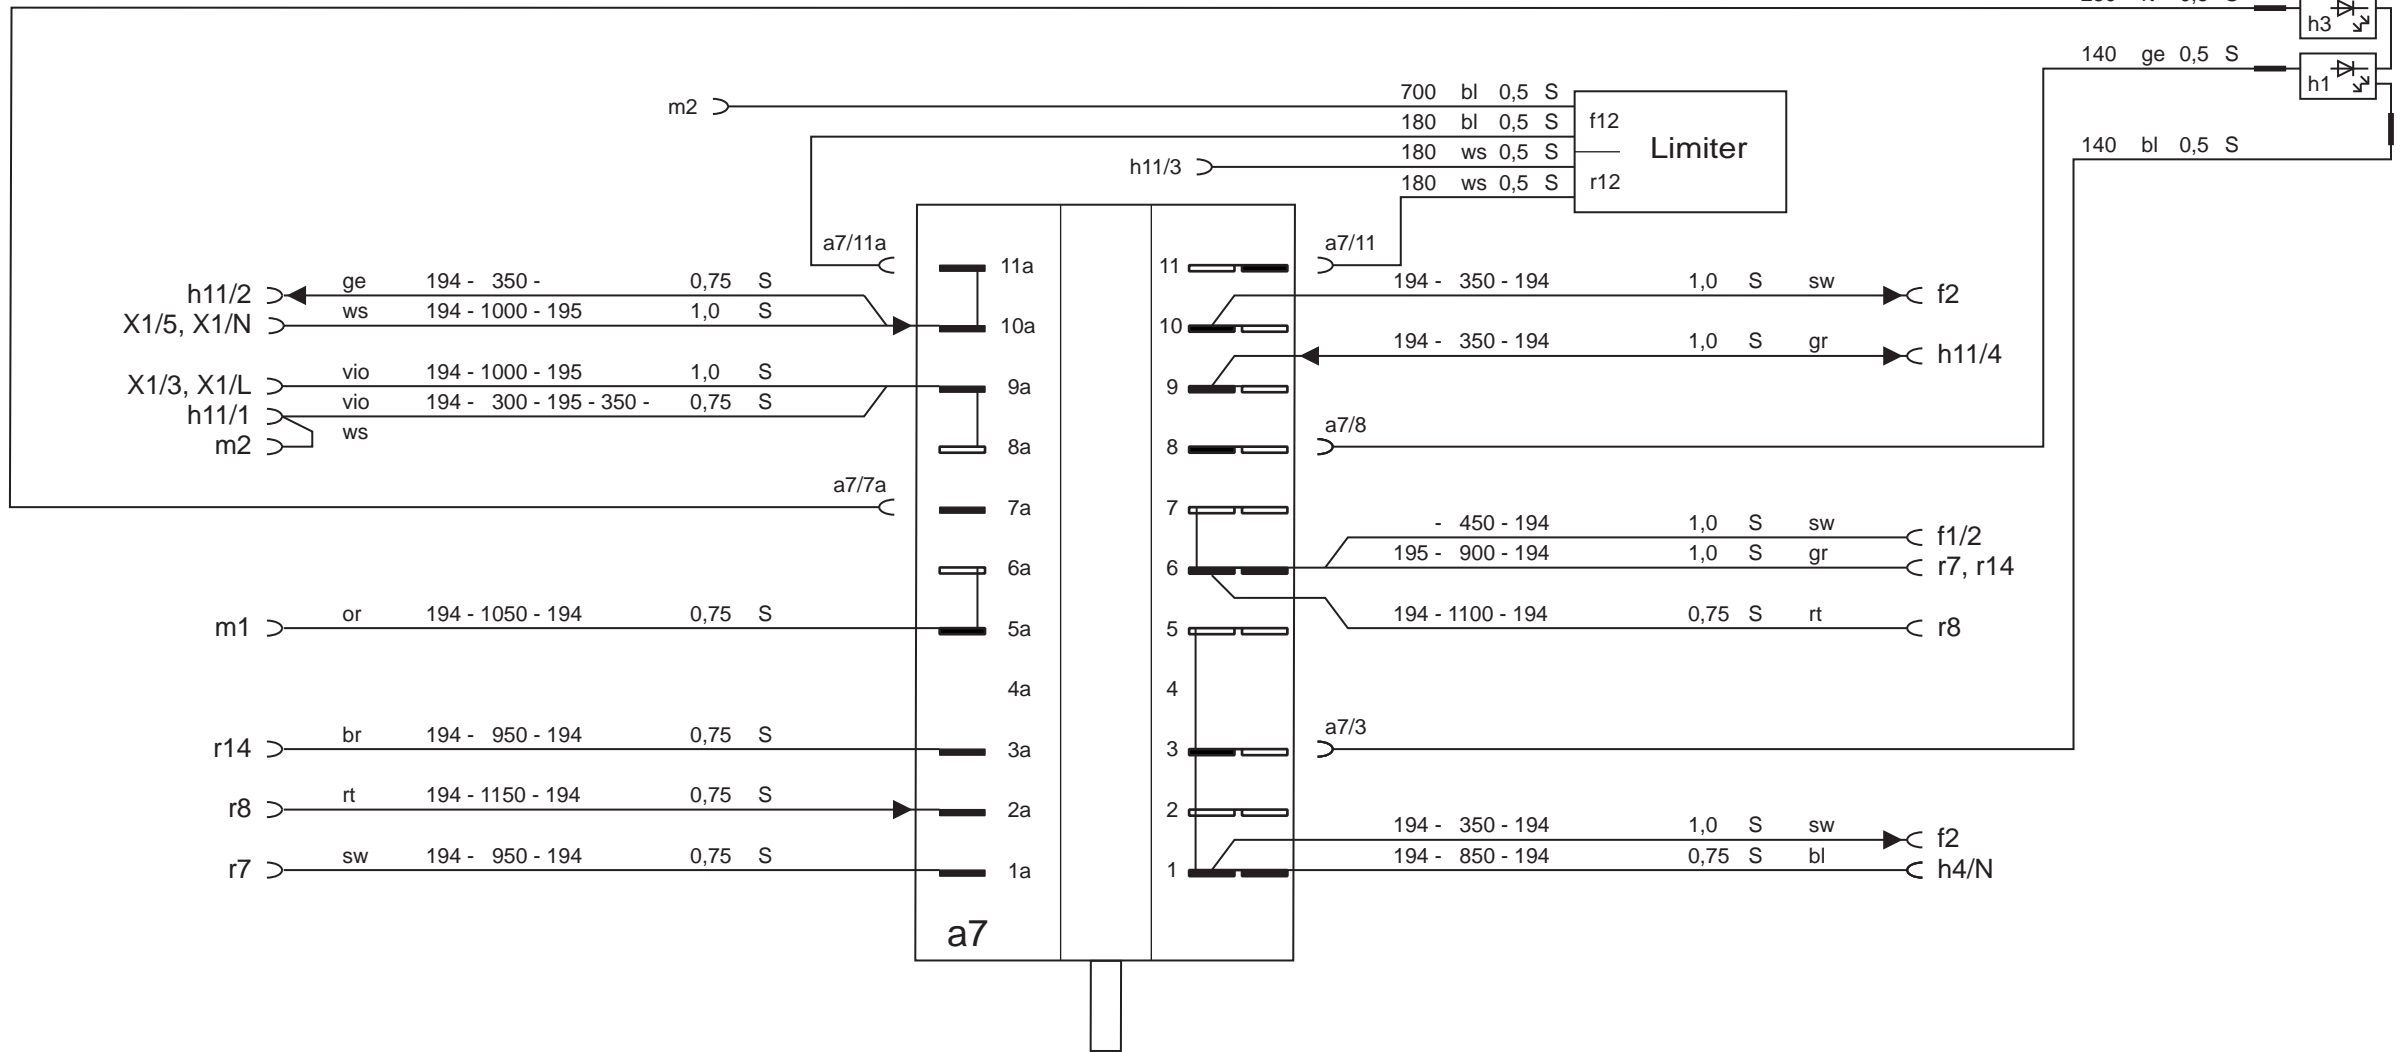 h3
140 ge 0,5 S
h1
m2
700 bl 0,5 S
180 bl 0,5 S
f12
Limiter
140 bl 0,5 S
h11/3
180 ws 0,5 S
180 ws 0,5 S
r12
a7/11a
a7/11
11a
11
h11/2 ge 194 - 350 - 0,75 S
194 - 350 - 194 1,0 S sw f2
X1/5, X1/N ws 194 - 1000 - 195 1,0 S
10a
10
194 - 350 - 194 1,0 S gr h11/4
X1/3, X1/L vio 194 - 1000 - 195 1,0 S
9a
9
h11/1 vio 194 - 300 - 195 - 350 - 0,75 S
m2 ws
a7/8
8a
8
a7/7a
7a
7
- 450 - 194 1,0 S sw f1/2
195 - 900 - 194 1,0 S gr r7, r14
6a
6
m1 or 194 - 1050 - 194 0,75 S
5a
5
194 - 1100 - 194 0,75 S rt r8
4a
4
a7/3
r14 br 194 - 950 - 194 0,75 S
3a
3
r8 rt 194 - 1150 - 194 0,75 S
2a
2
194 - 350 - 194 1,0 S sw f2
r7 sw 194 - 950 - 194 0,75 S
1a
1
194 - 850 - 194 0,75 S bl h4/N
a7